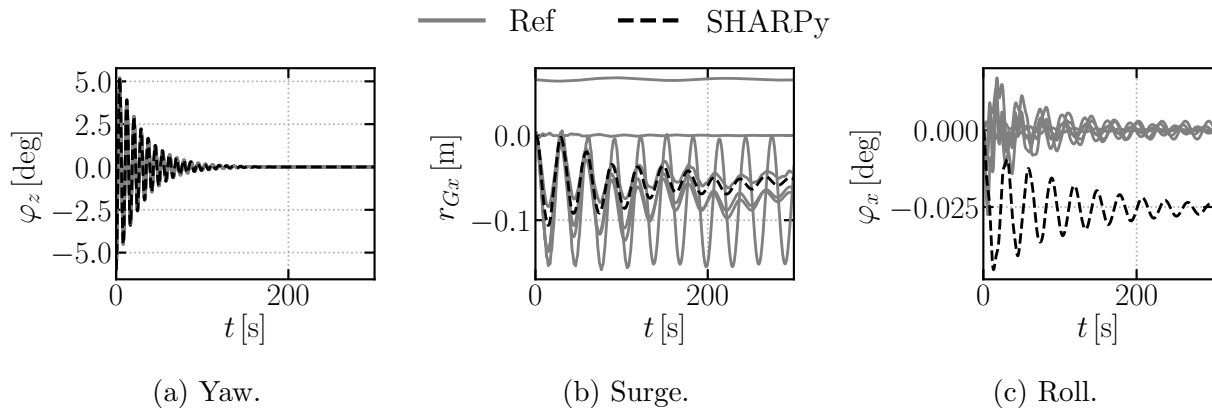 Ref SHARPy
5.0
2.5
0.0
−2.5
−5.0
φz [deg]
0 200
t [s]
0.0
−0.1
rGx [m]
0 200
t [s]
0.000
−0.025
φx [deg]
0 200
t [s]
(a) Yaw. (b) Surge. (c) Roll.